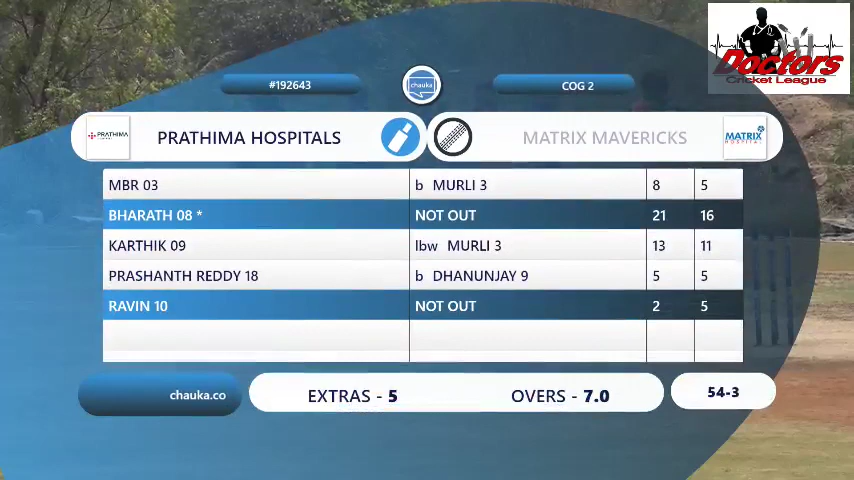 Doctors
Cricket League
#192643
chauka
COG 2
PRATHIMA
PRATHIMA HOSPITALS
MATRIX MAVERICKS
MATRIX
HOSPITAL
MBR 03 b MURLI 3 8 5
BHARATH 08 * NOT OUT 21 16
KARTHIK 09 lbw MURLI 3 13 11
PRASHANTH REDDY 18 b DHANUNJAY 9 5 5
RAVIN 10 NOT OUT 2 5
chauka.co
EXTRAS - 5 OVERS - 7.0 54-3